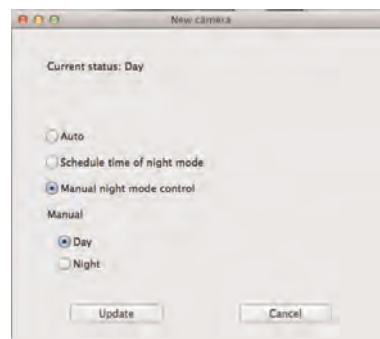 New camera
Current status: Day
Auto
Schedule time of night mode
Manual night mode control
Manual
Day
Night
Update Cancel